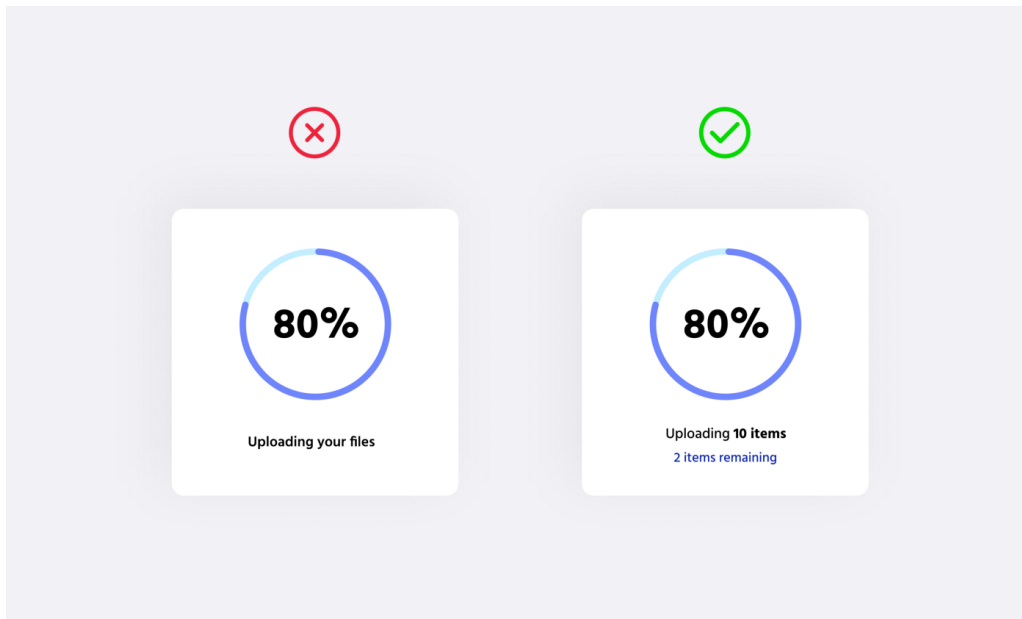 80%
Uploading your files
80%
Uploading 10 items
2 items remaining